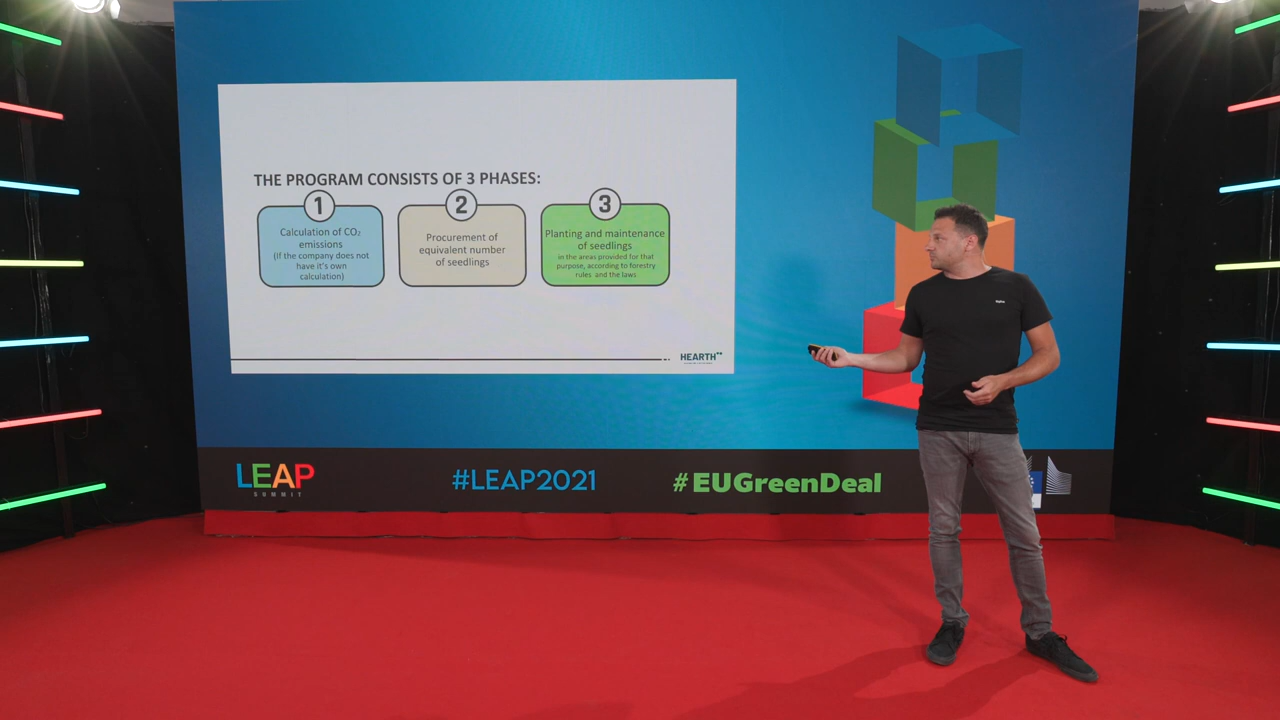 THE PROGRAM CONSISTS OF 3 PHASES:
1
Calculation of CO₂
emissions
(If the company does not
have it's own
calculation)
2
Procurement of
equivalent number
of seedlings
3
Planting and maintenance
of seedlings
in the areas provided for that
purpose, according to forestry
rules and the laws
HEARTH
LEAP
SUMMIT
#LEAP2021
#EUGreenDeal